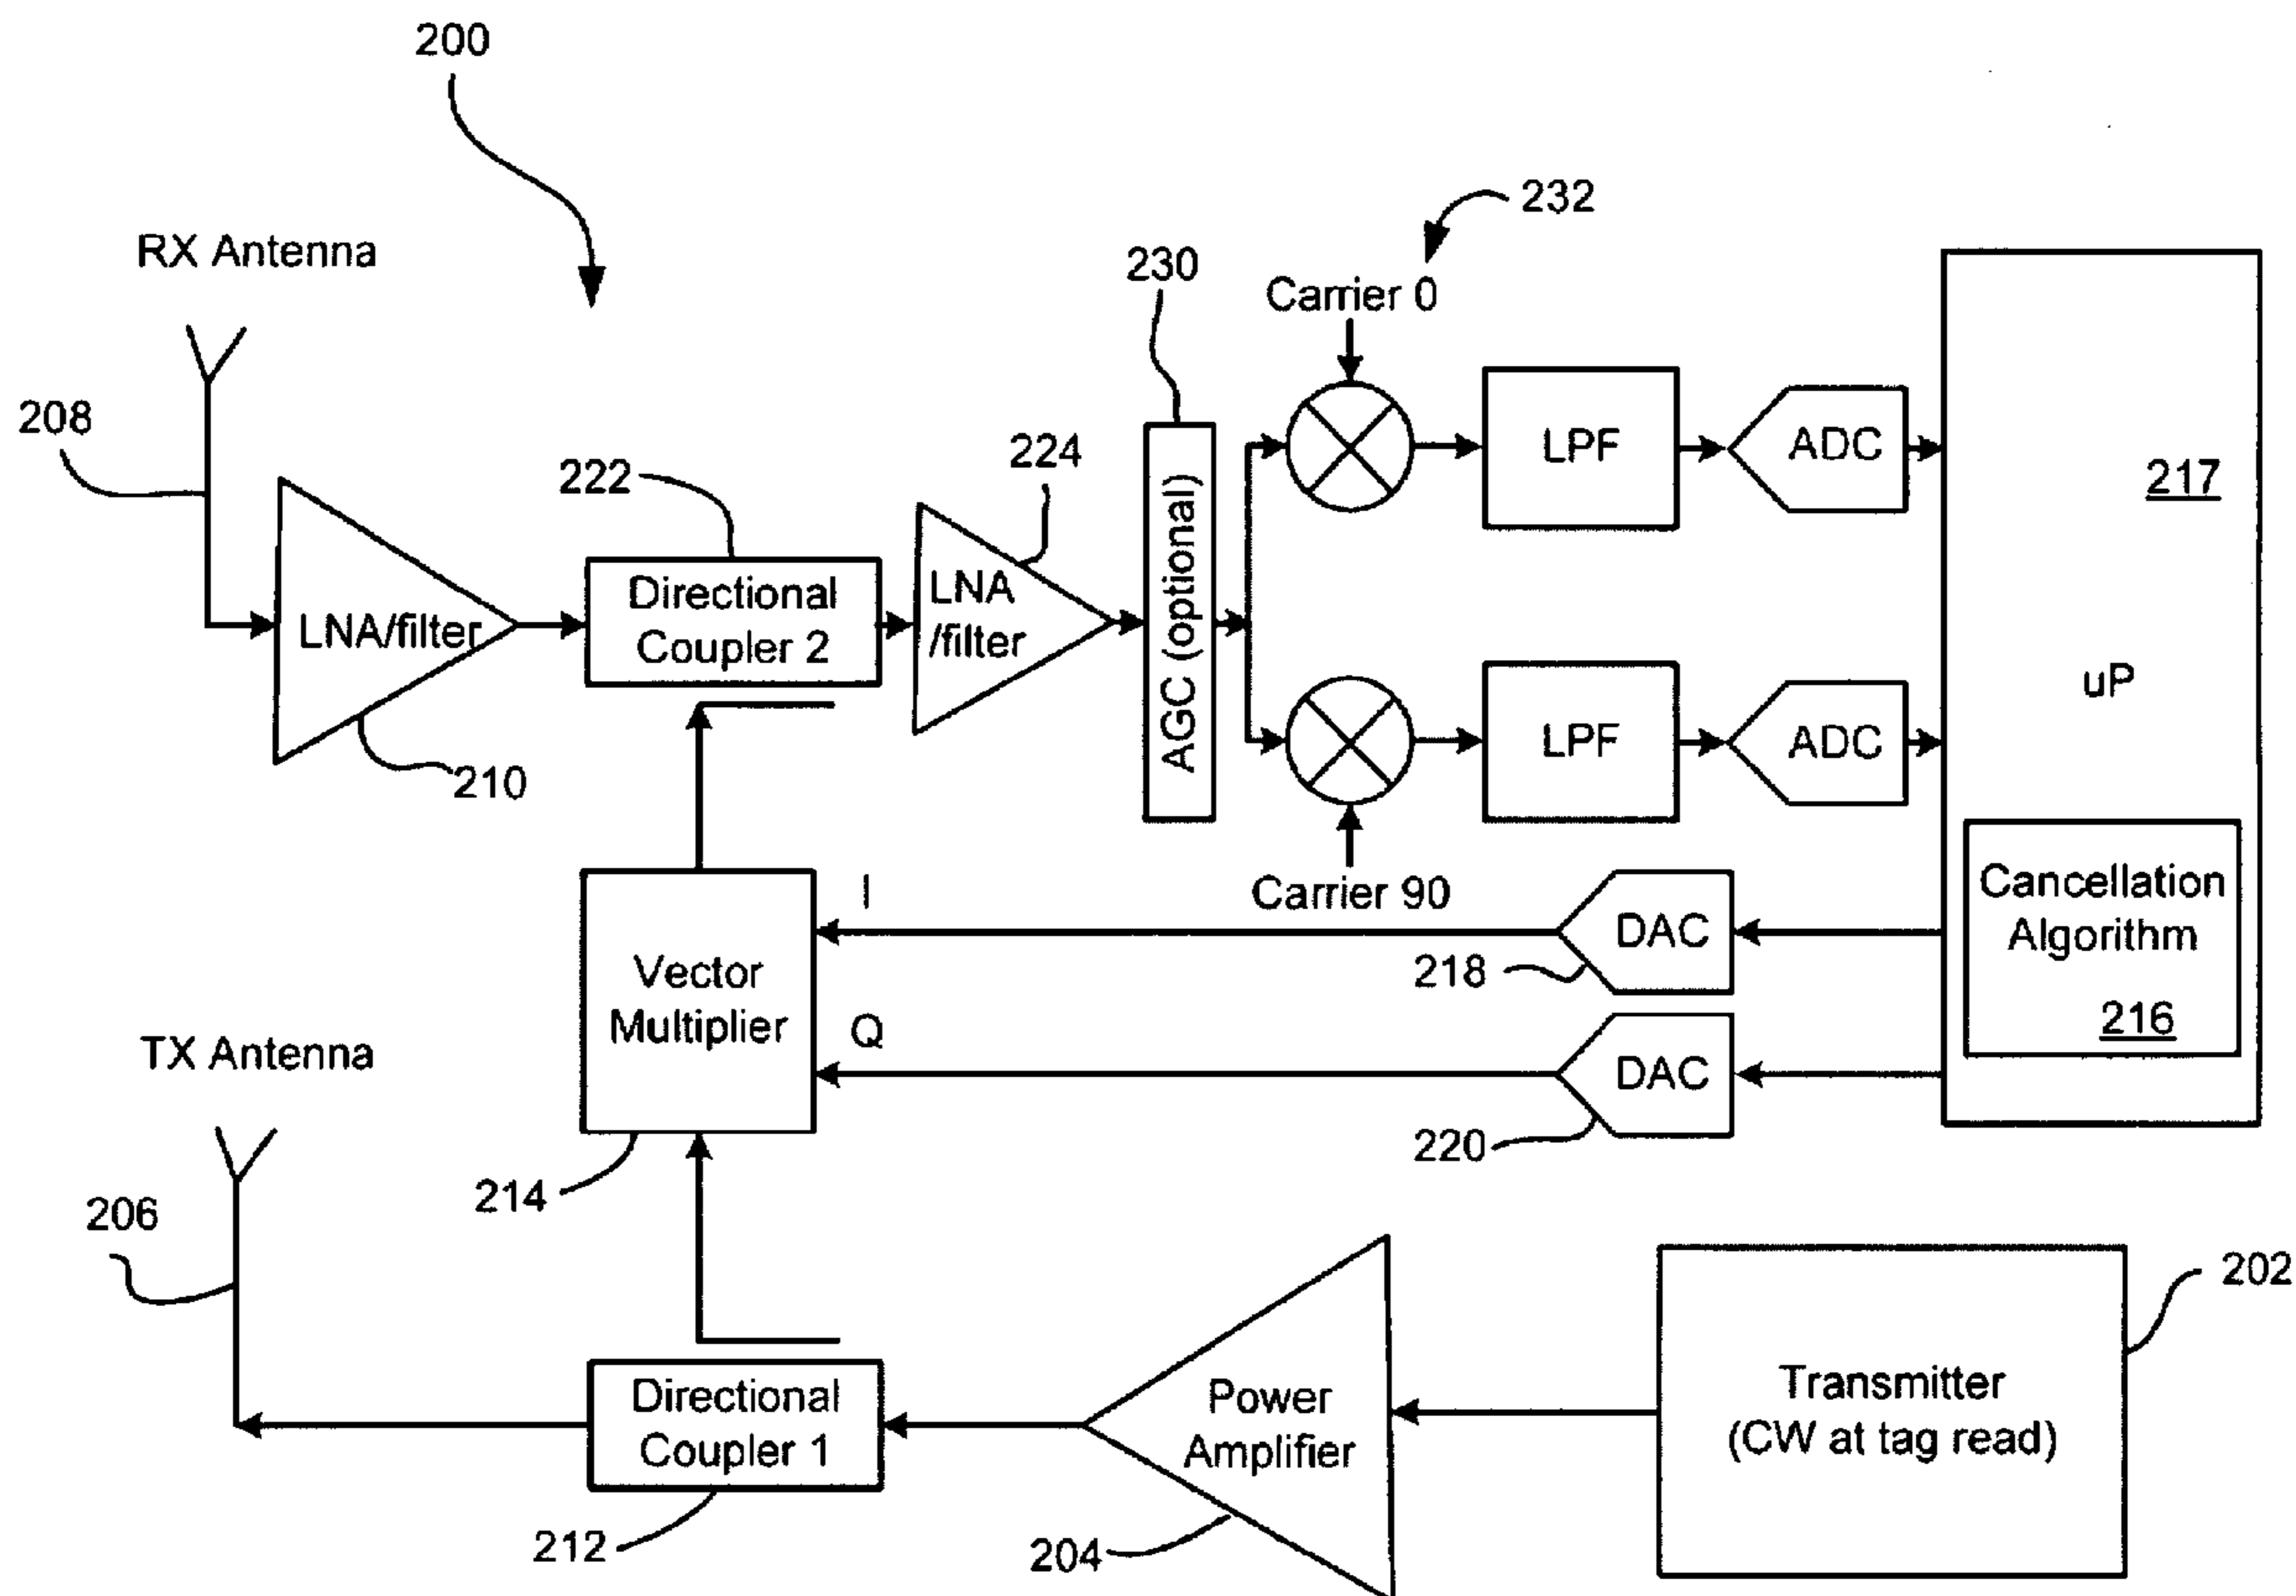 200
232
RX Antenna
230
Carrier 0
208
224
222
LPF
ADC
217
LNA/filter
Directional
Coupler 2
LNA
/filter
AGC (optional)
uP
LPF
ADC
210
Carrier 90
I
DAC
Cancellation
Algorithm
216
218
Vector
Multiplier
Q
DAC
TX Antenna
220
214
206
202
Directional
Coupler 1
Power
Amplifier
Transmitter
(CW at tag read)
212
204